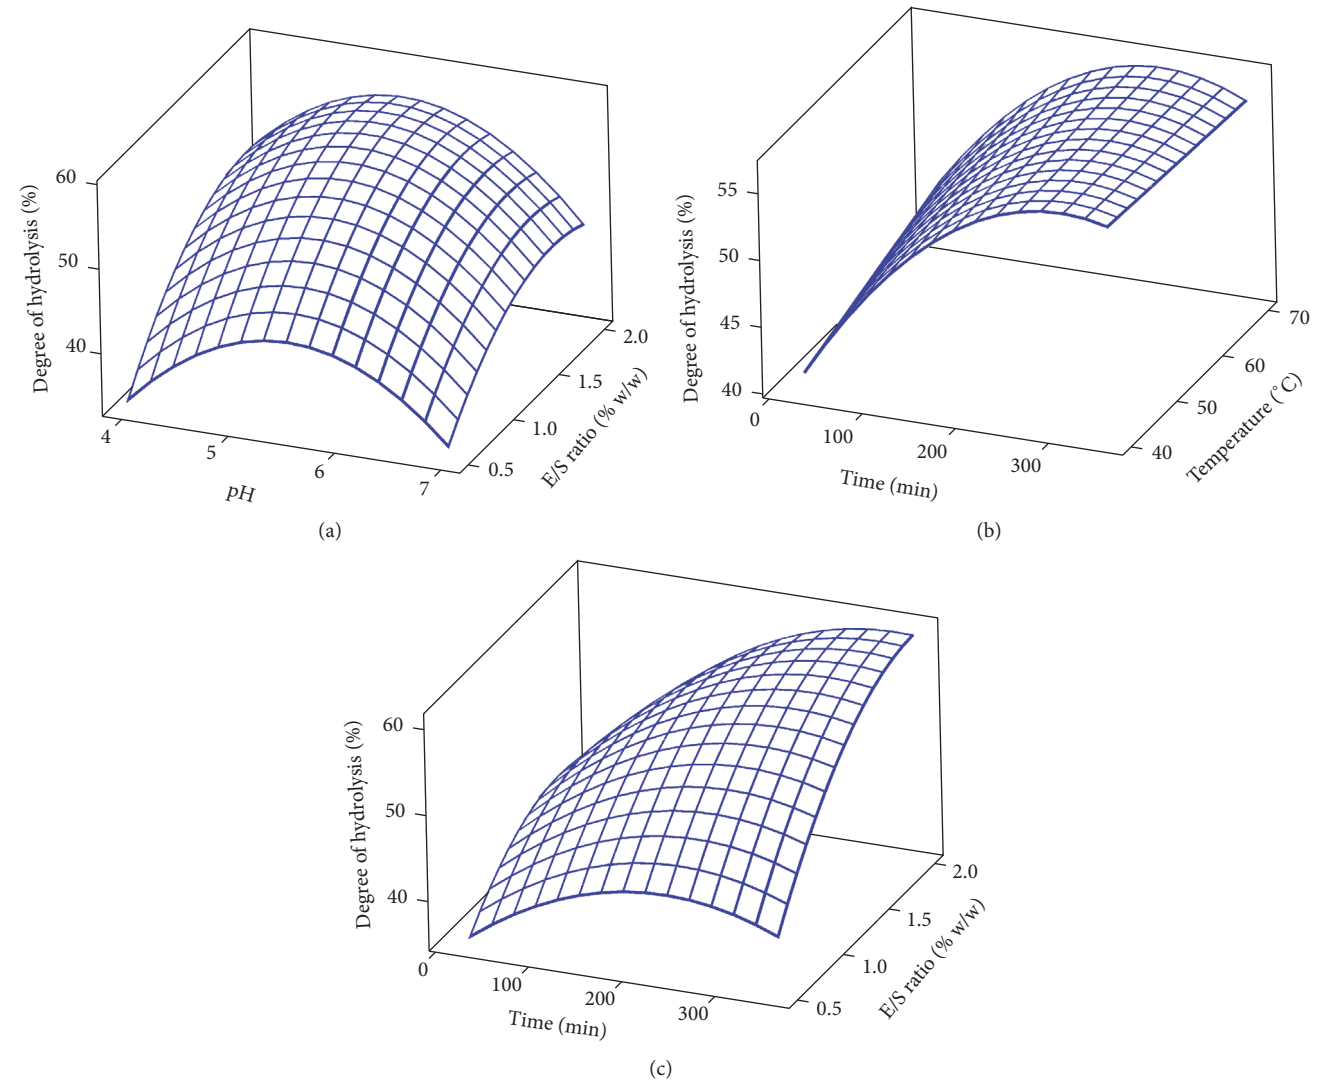 60
50
40
Degree of hydrolysis (%)
4
5
6
7
pH
0.5
1.0
1.5
2.0
E/S ratio (% w/w)
(a)
55
50
45
40
Degree of hydrolysis (%)
0
100
200
300
Time (min)
40
50
60
70
Temperature (°C)
(b)
60
50
40
Degree of hydrolysis (%)
0
100
200
300
Time (min)
0.5
1.0
1.5
2.0
E/S ratio (% w/w)
(c)